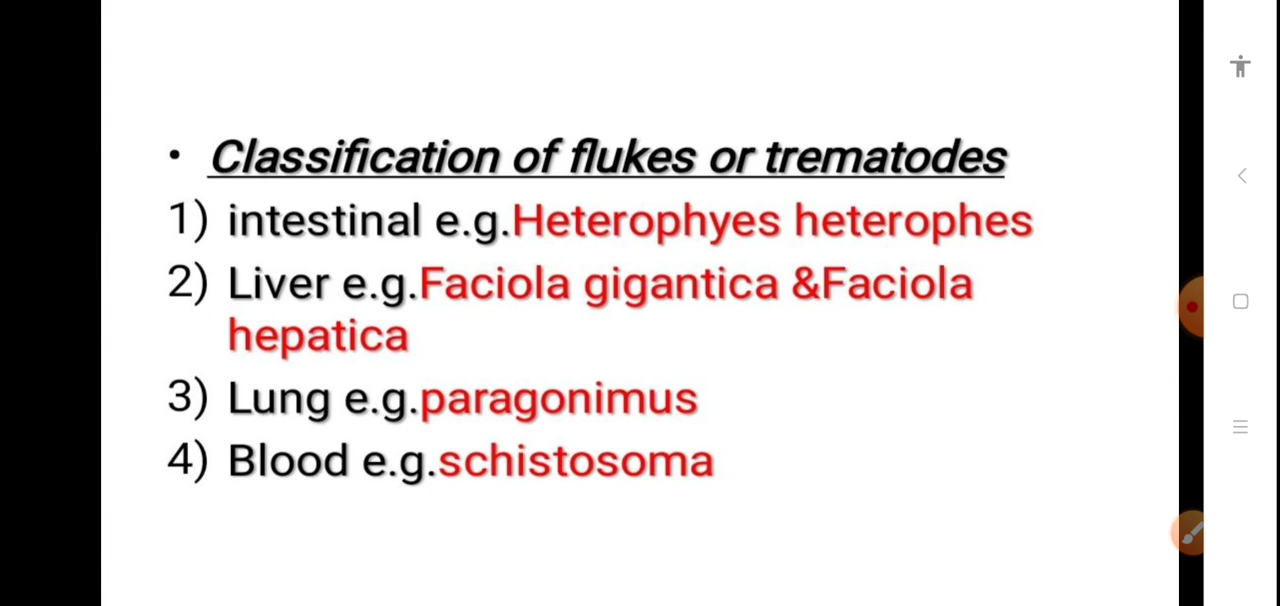 • Classification of flukes or trematodes
1) intestinal e.g.Heterophyes heterophes
2) Liver e.g.Faciola gigantica &Faciola
hepatica
3) Lung e.g.paragonimus
4) Blood e.g.schistosoma